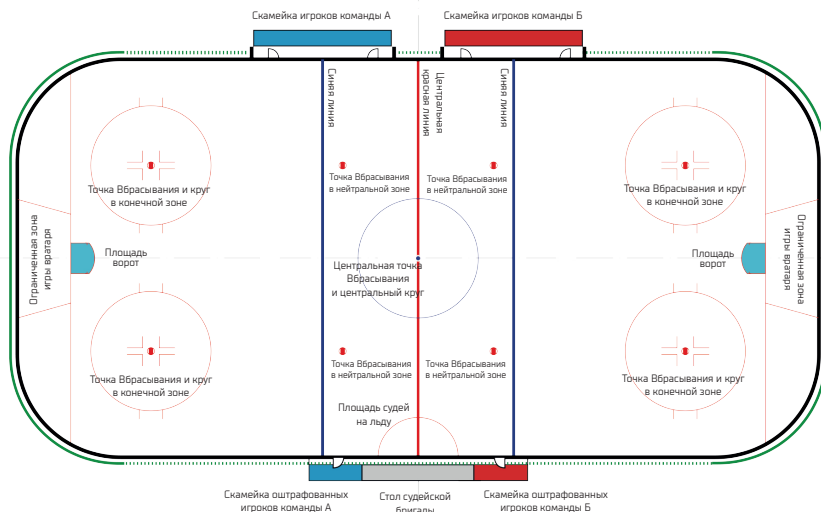 Скамейка игроков команды А
Скамейка игроков команды Б
Синяя линия
Центральная
красная линия
Синяя линия
Точка Вбрасывания и круг
в конечной зоне
Точка Вбрасывания
в нейтральной зоне
Точка Вбрасывания
в нейтральной зоне
Точка Вбрасывания и круг
в конечной зоне
Ограниченная зона
игры вратаря
Площадь
ворот
Центральная точка
Вбрасывания
и центральный круг
Площадь
ворот
Ограниченная зона
игры вратаря
Точка Вбрасывания и круг
в конечной зоне
Точка Вбрасывания
в нейтральной зоне
Точка Вбрасывания
в нейтральной зоне
Точка Вбрасывания и круг
в конечной зоне
Площадь судей
на льду
Скамейка оштрафованных
игроков команды А
Стол судейской
бригады
Скамейка оштрафованных
игроков команды Б